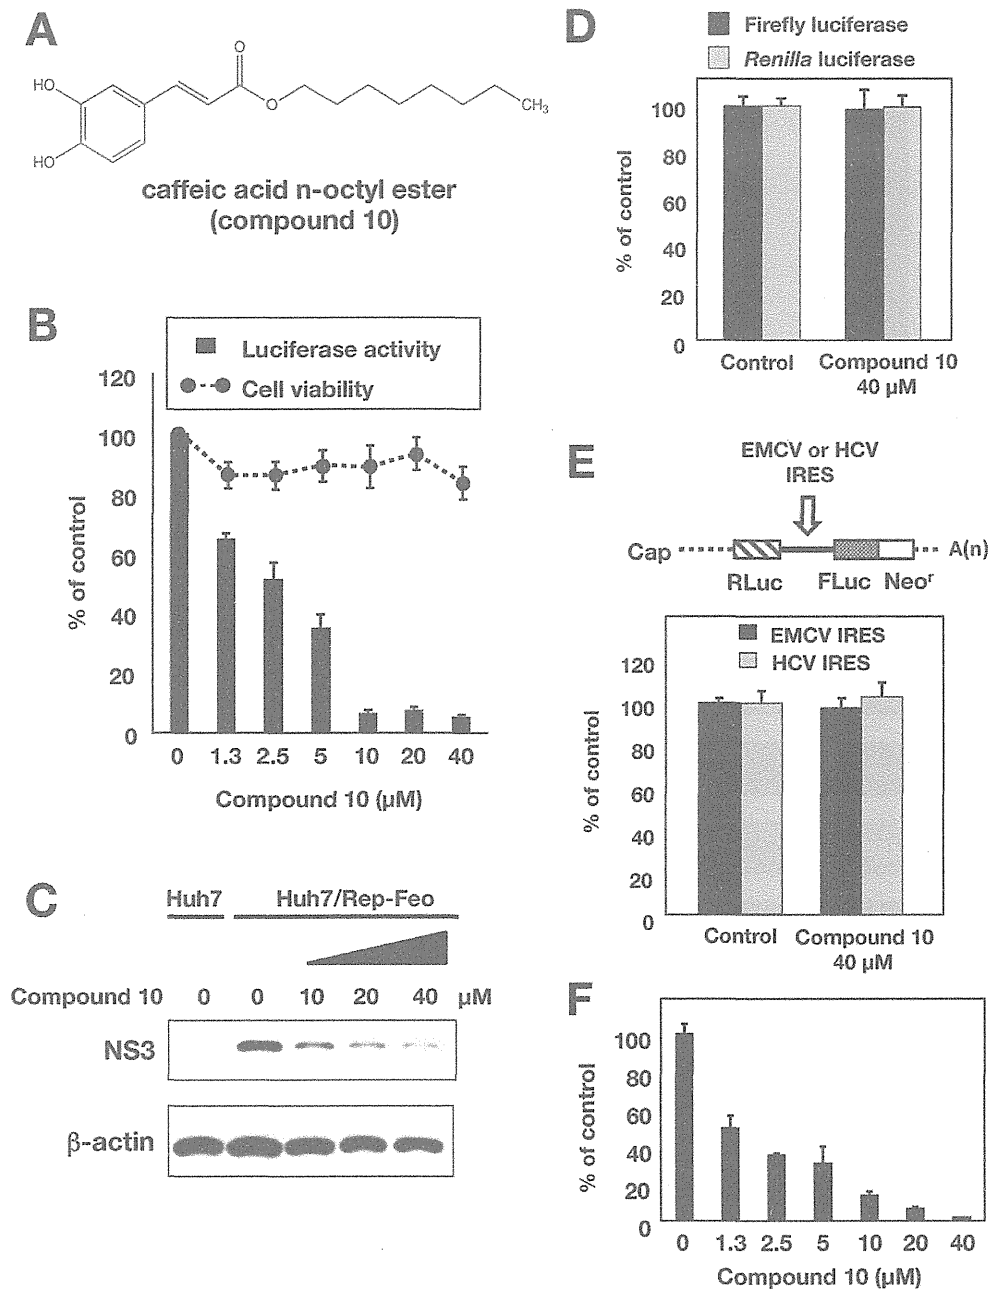 A
HO
HO
O
O
CH3
caffeic acid n-octyl ester
(compound 10)
B
Luciferase activity
Cell viability
% of control
120
100
80
60
40
20
0
0 1.3 2.5 5 10 20 40
Compound 10 (µM)
C
Huh7 Huh7/Rep-Feo
Compound 10 0 0 10 20 40 µM
NS3
β-actin
D
Firefly luciferase
Renilla luciferase
% of control
100
80
60
40
20
0
Control Compound 10
40 µM
E
EMCV or HCV
IRES
Cap A(n)
RLuc FLuc Neoʳ
EMCV IRES
HCV IRES
% of control
120
100
80
60
40
20
0
Control Compound 10
40 µM
F
% of control
100
80
60
40
20
0
0 1.3 2.5 5 10 20 40
Compound 10 (µM)